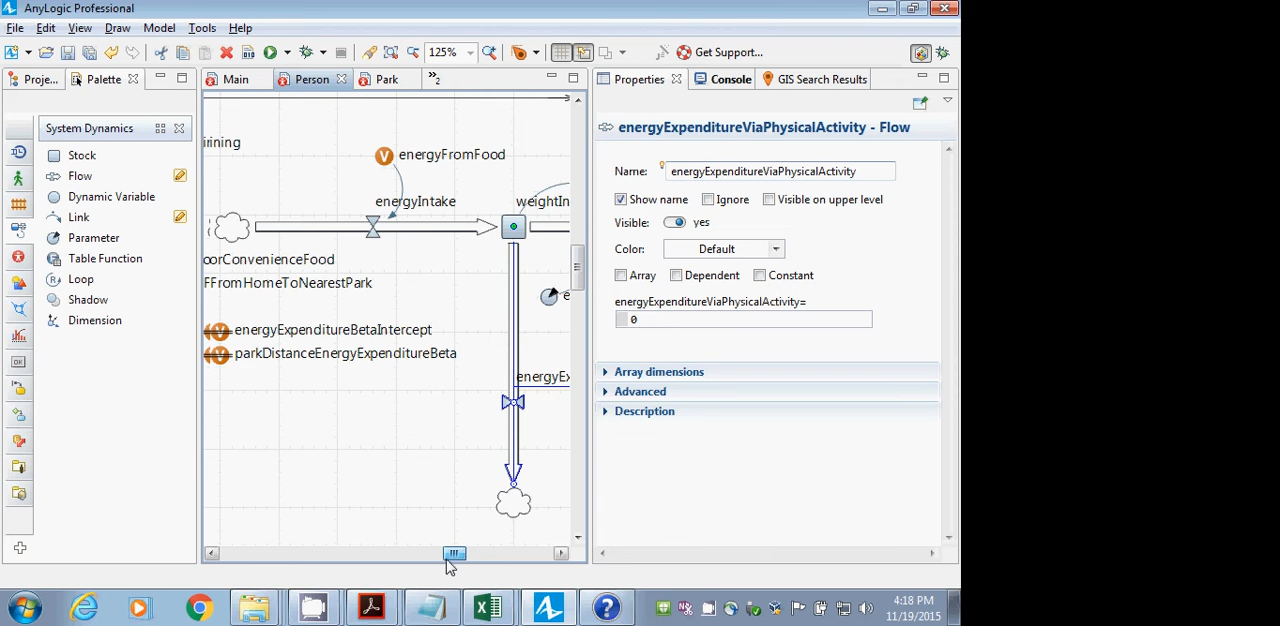 AnyLogic Professional
File Edit View Draw Model Tools Help
125% Get Support...
Proje... Palette Main Person Park »2 Properties Console GIS Search Results
System Dynamics
Stock
Flow
Dynamic Variable
Link
Parameter
Table Function
Loop
Shadow
Dimension
irining
energyFromFood
energyIntake
weightIn
oorConvenienceFood
FFromHomeToNearestPark
e
energyExpenditureBetaIntercept
parkDistanceEnergyExpenditureBeta
energyEx
energyExpenditureViaPhysicalActivity - Flow
Name: energyExpenditureViaPhysicalActivity
Show name Ignore Visible on upper level
Visible: yes
Color: Default
Array Dependent Constant
energyExpenditureViaPhysicalActivity=
0
Array dimensions
Advanced
Description
4:18 PM
11/19/2015